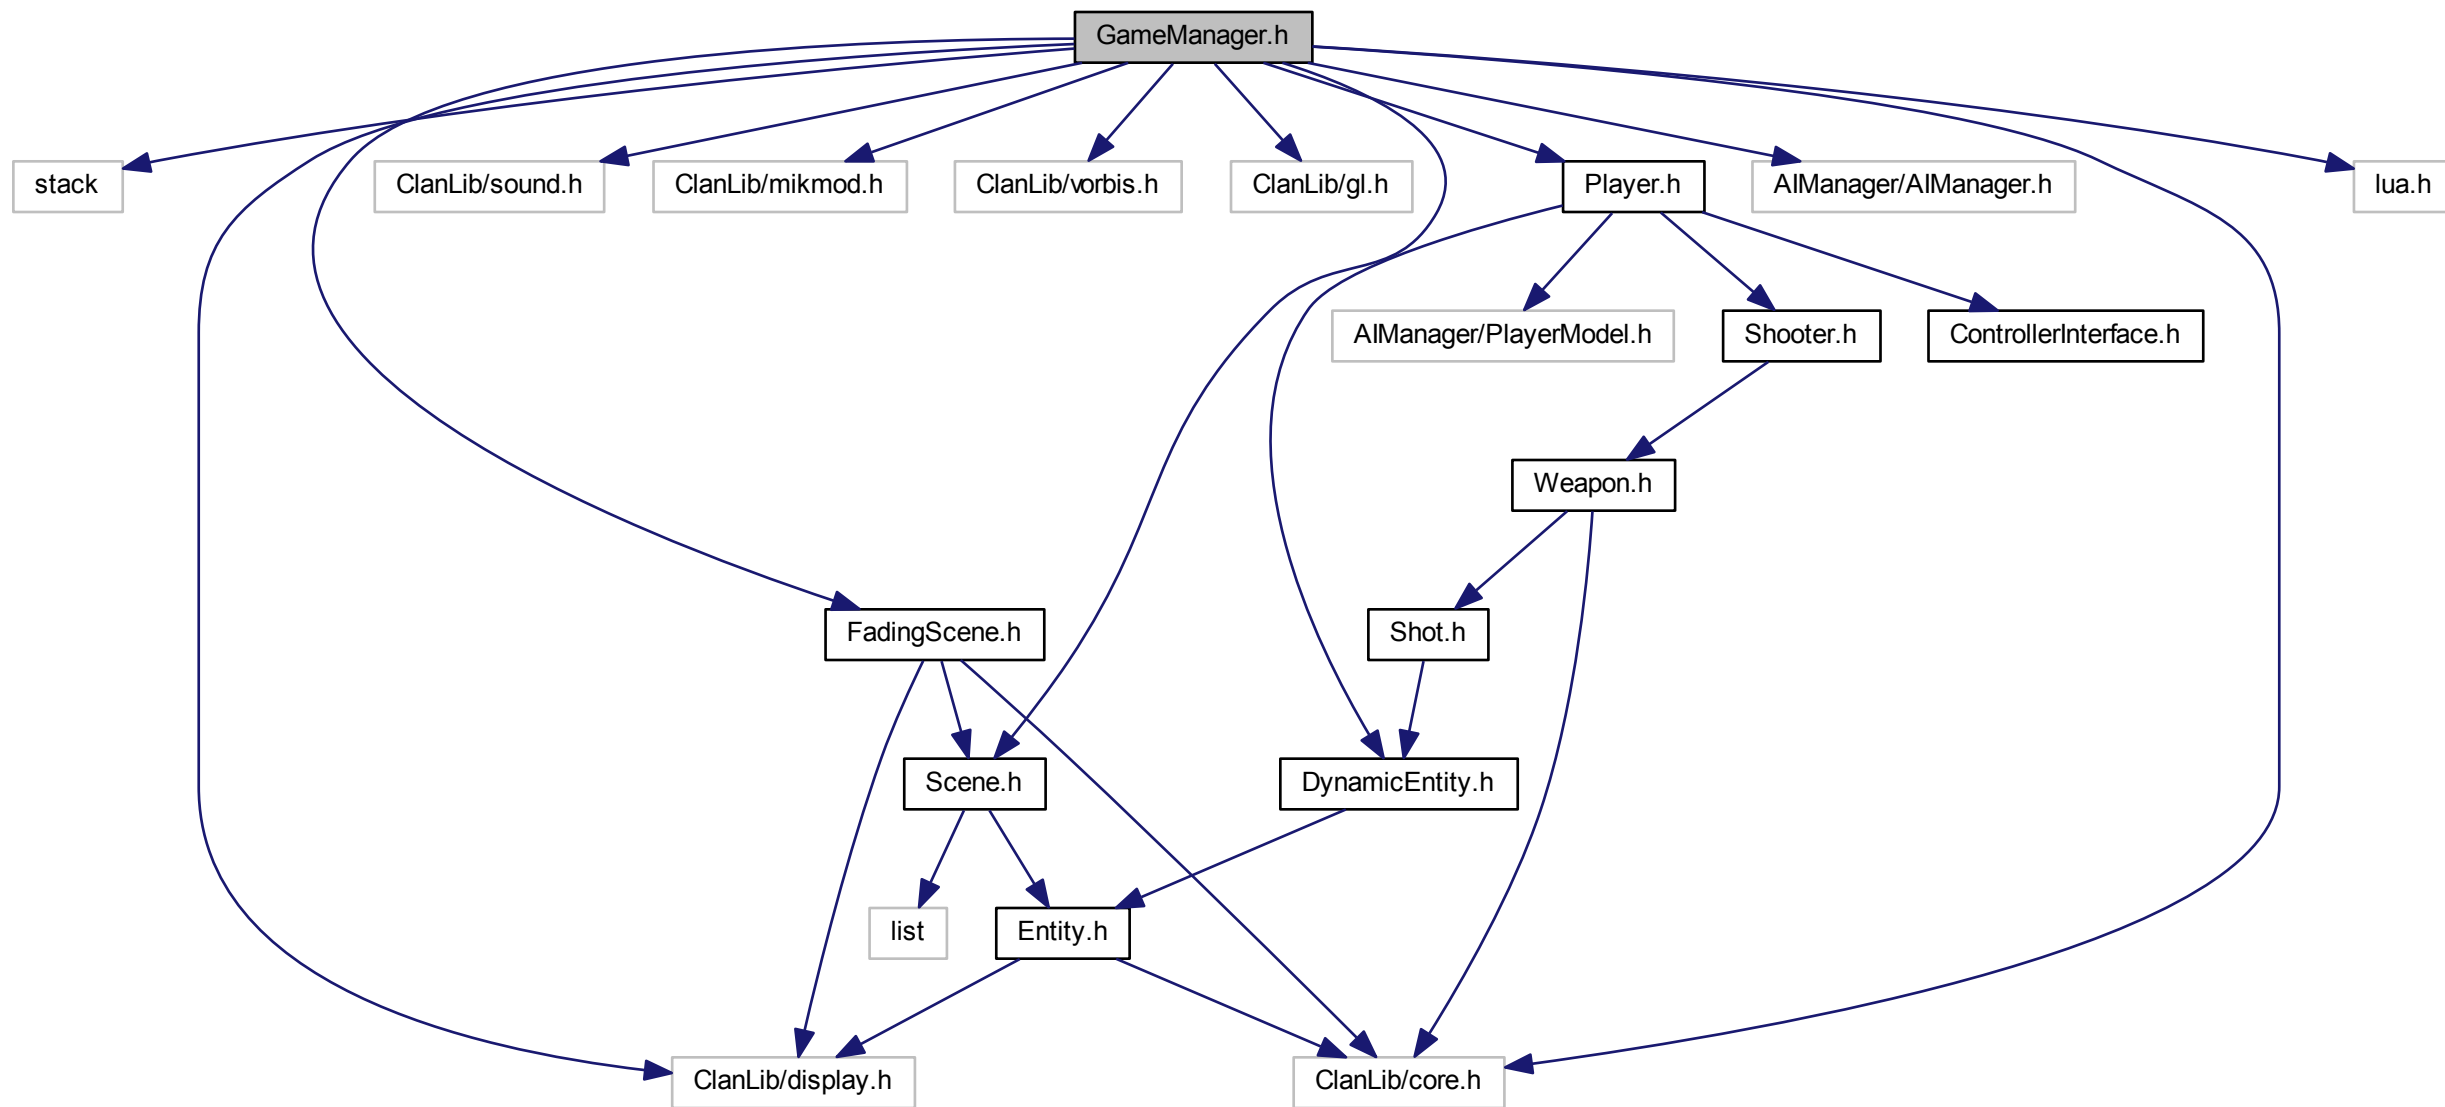 GameManager.h
stack
ClanLib/sound.h
ClanLib/mikmod.h
ClanLib/vorbis.h
ClanLib/gl.h
Player.h
AIManager/AIManager.h
lua.h
AIManager/PlayerModel.h
Shooter.h
ControllerInterface.h
Weapon.h
FadingScene.h
Shot.h
Scene.h
DynamicEntity.h
list
Entity.h
ClanLib/display.h
ClanLib/core.h